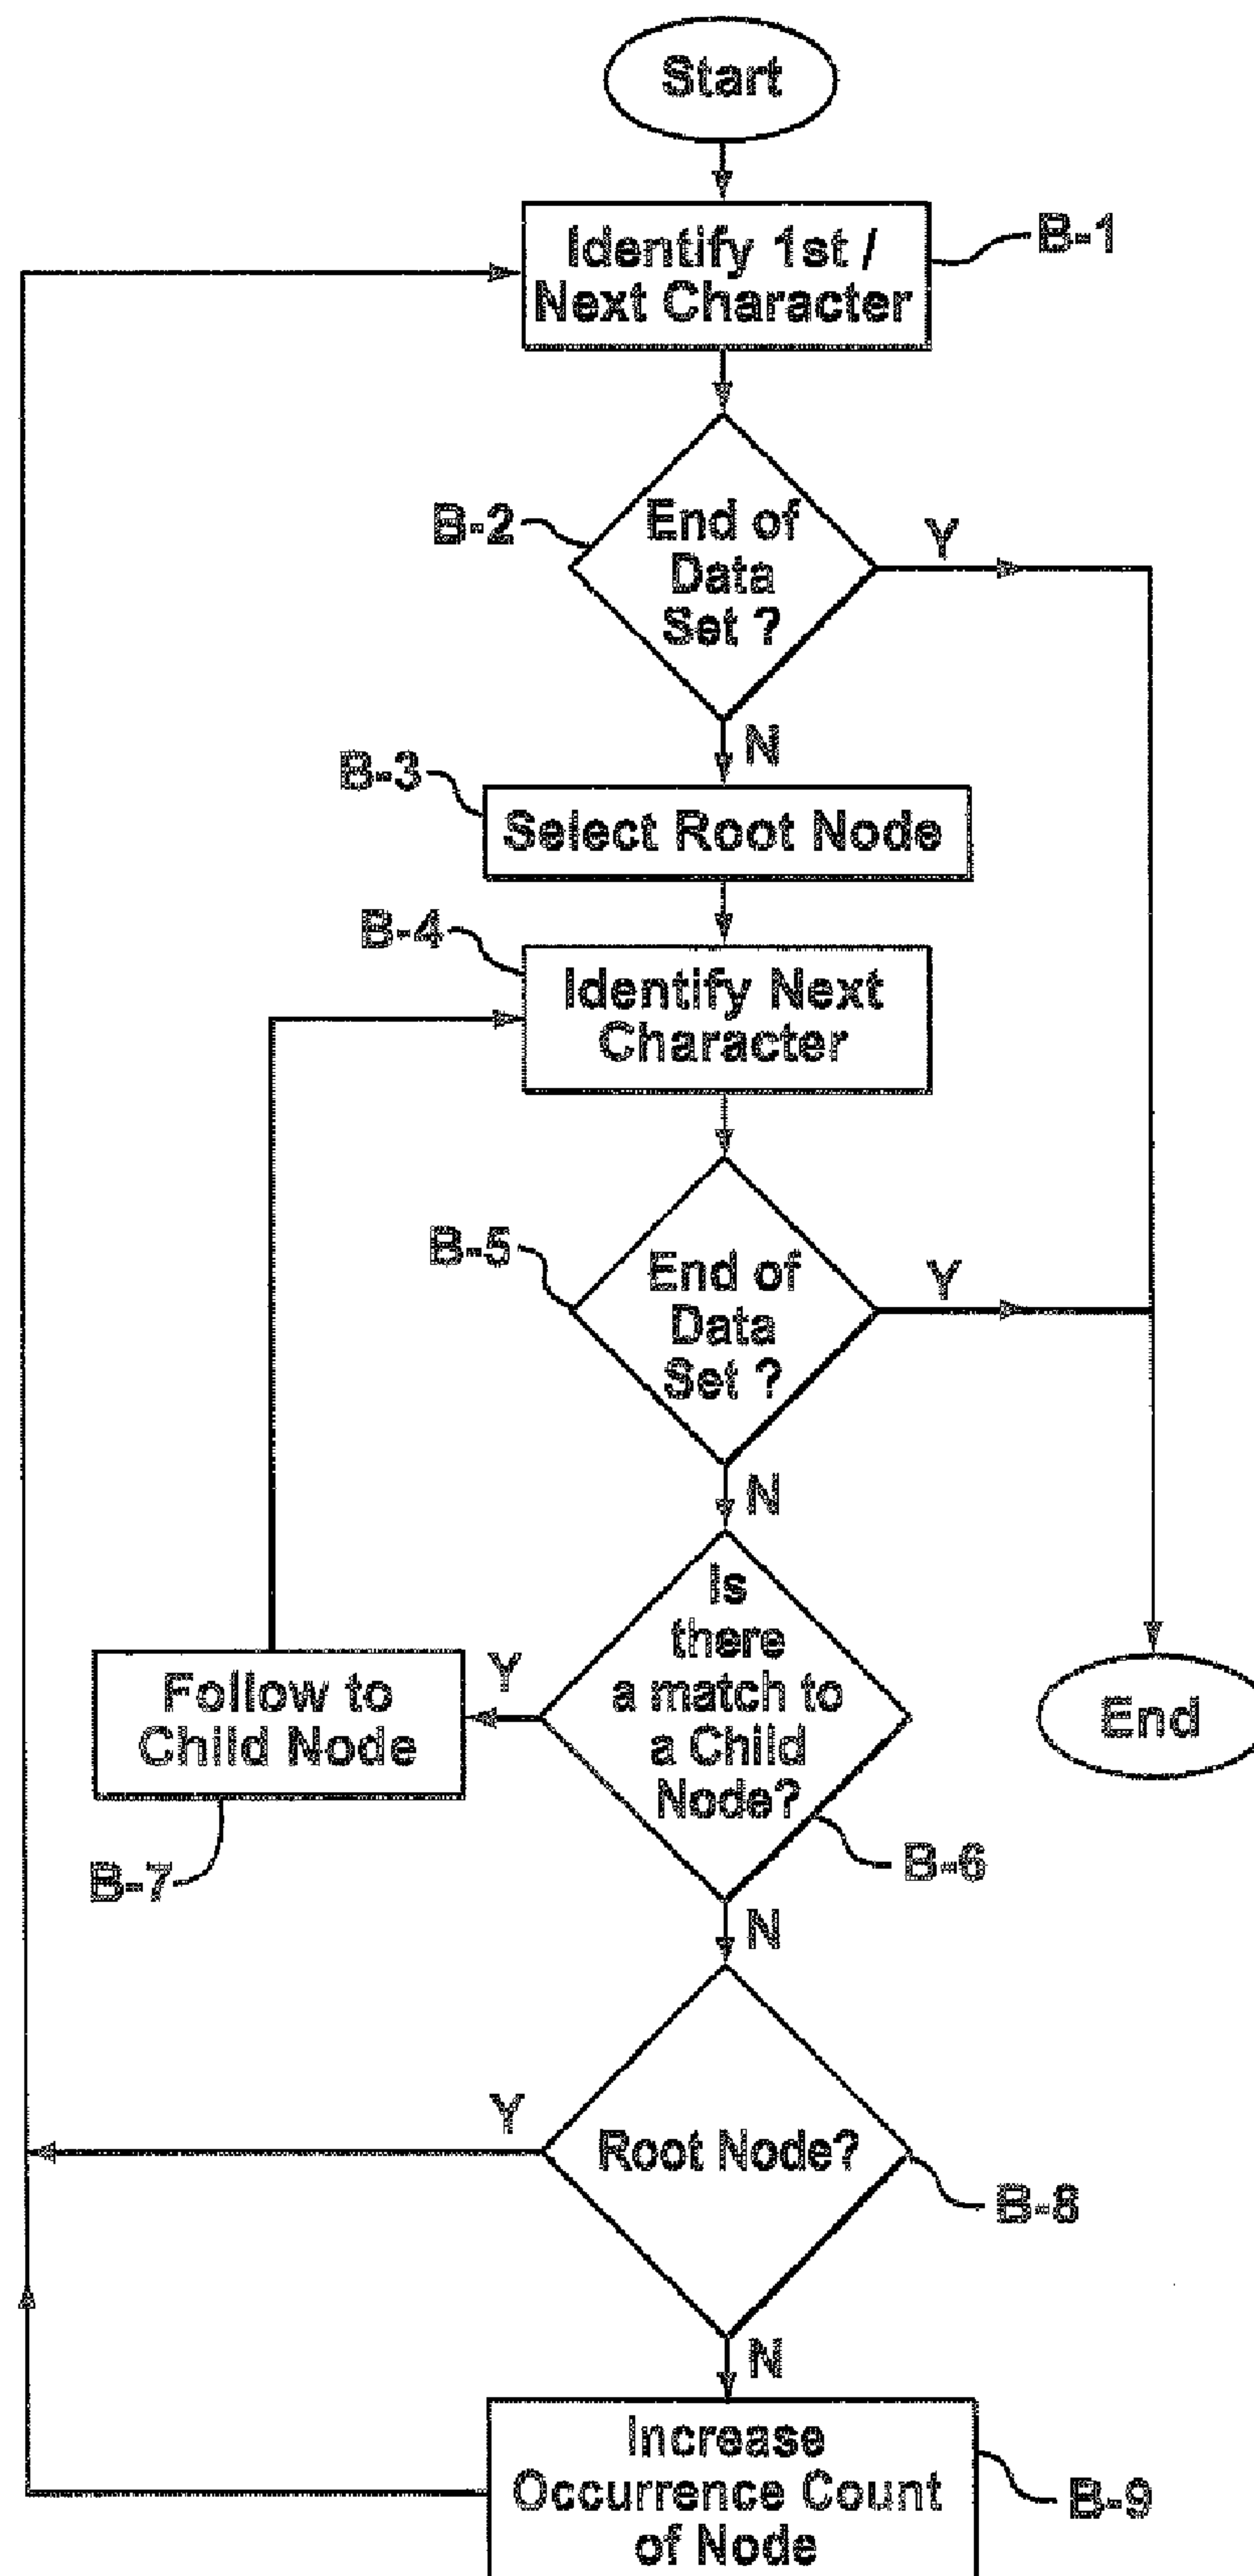 Start
Identify 1st /
Next Character
B-1
B-2
End of
Data
Set ?
Y
N
B-3
Select Root Node
B-4
Identify Next
Character
B-5
End of
Data
Set ?
Y
N
Is
there
a match to
a Child
Node?
Y
Follow to
Child Node
End
B-7
B-6
N
Y
Root Node?
B-8
N
Increase
Occurrence Count
of Node
B-9